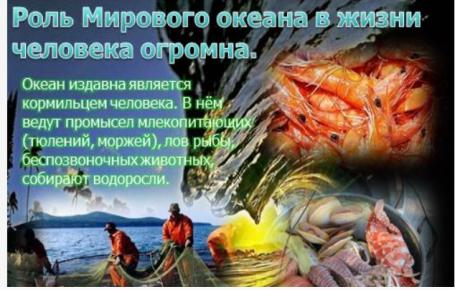 Роль Мирового океана в жизни
человека огромна.
Океан издавна является
кормильцем человека. В нём
ведут промысел млекопитающих
(тюлений, моржей), лов рыбы,
беспозвоночных животных,
собирают водоросли.